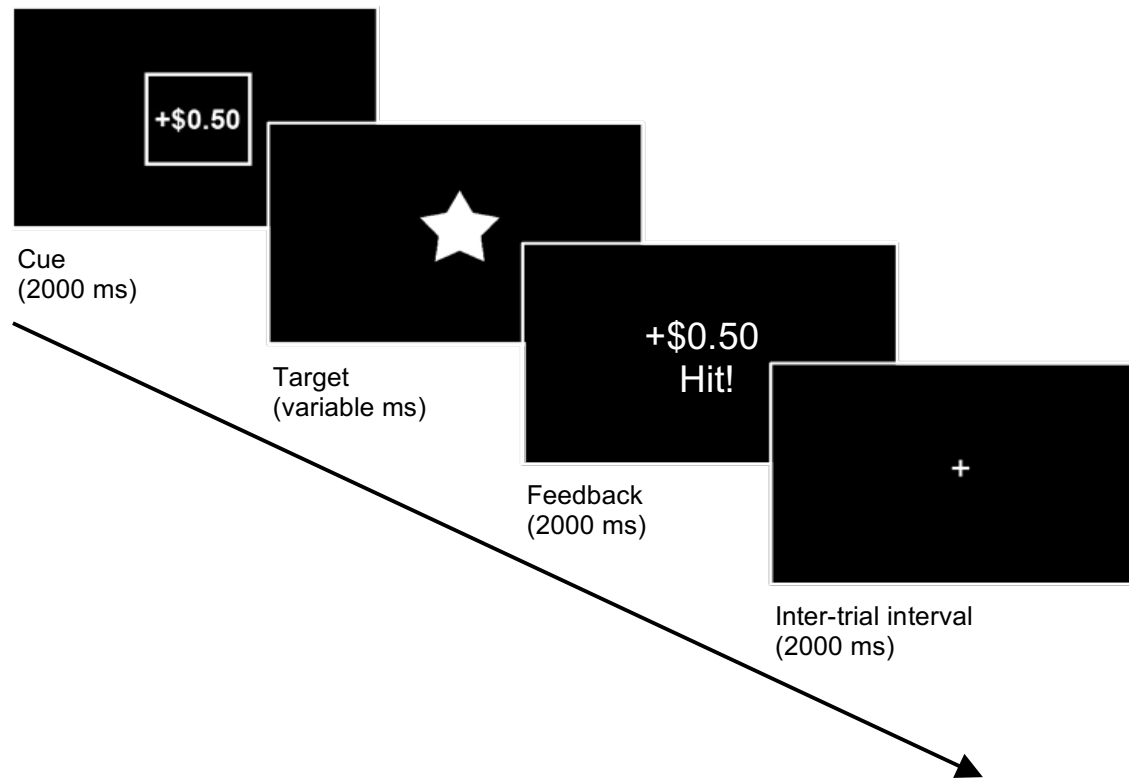 +$0.50
Cue
(2000 ms)
Target
(variable ms)
+$0.50
Hit!
Feedback
(2000 ms)
+
Inter-trial interval
(2000 ms)